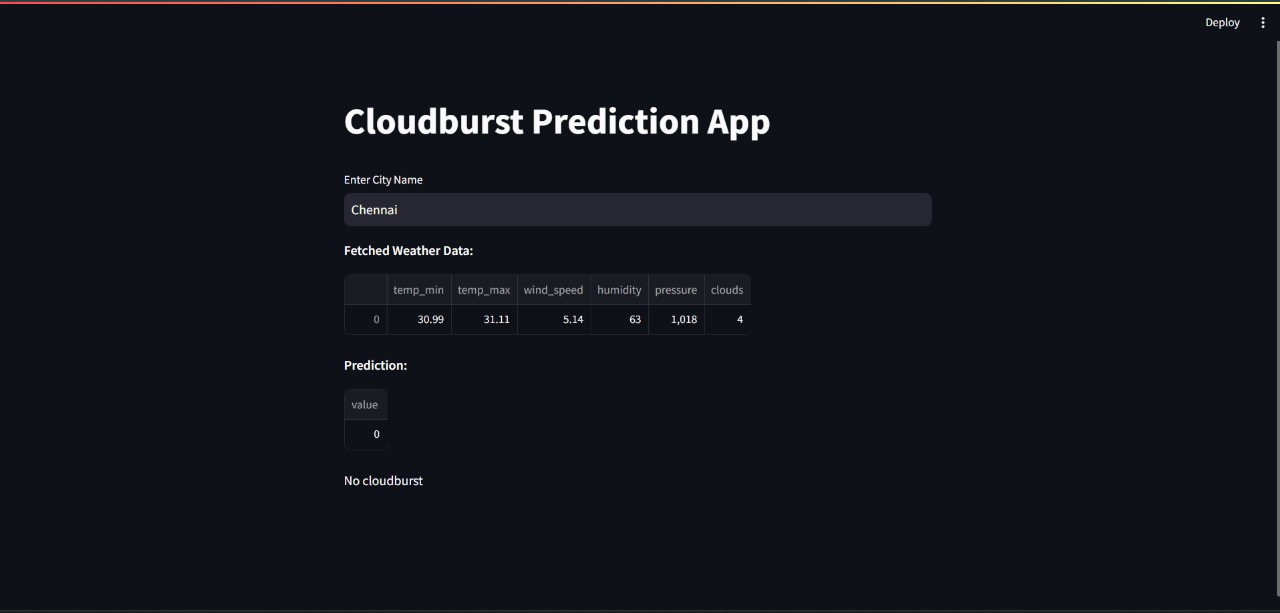 Deploy
Cloudburst Prediction App
Enter City Name
Chennai
Fetched Weather Data:
temp_min temp_max wind_speed humidity pressure clouds
0 30.99 31.11 5.14 63 1,018 4
Prediction:
value
0
No cloudburst